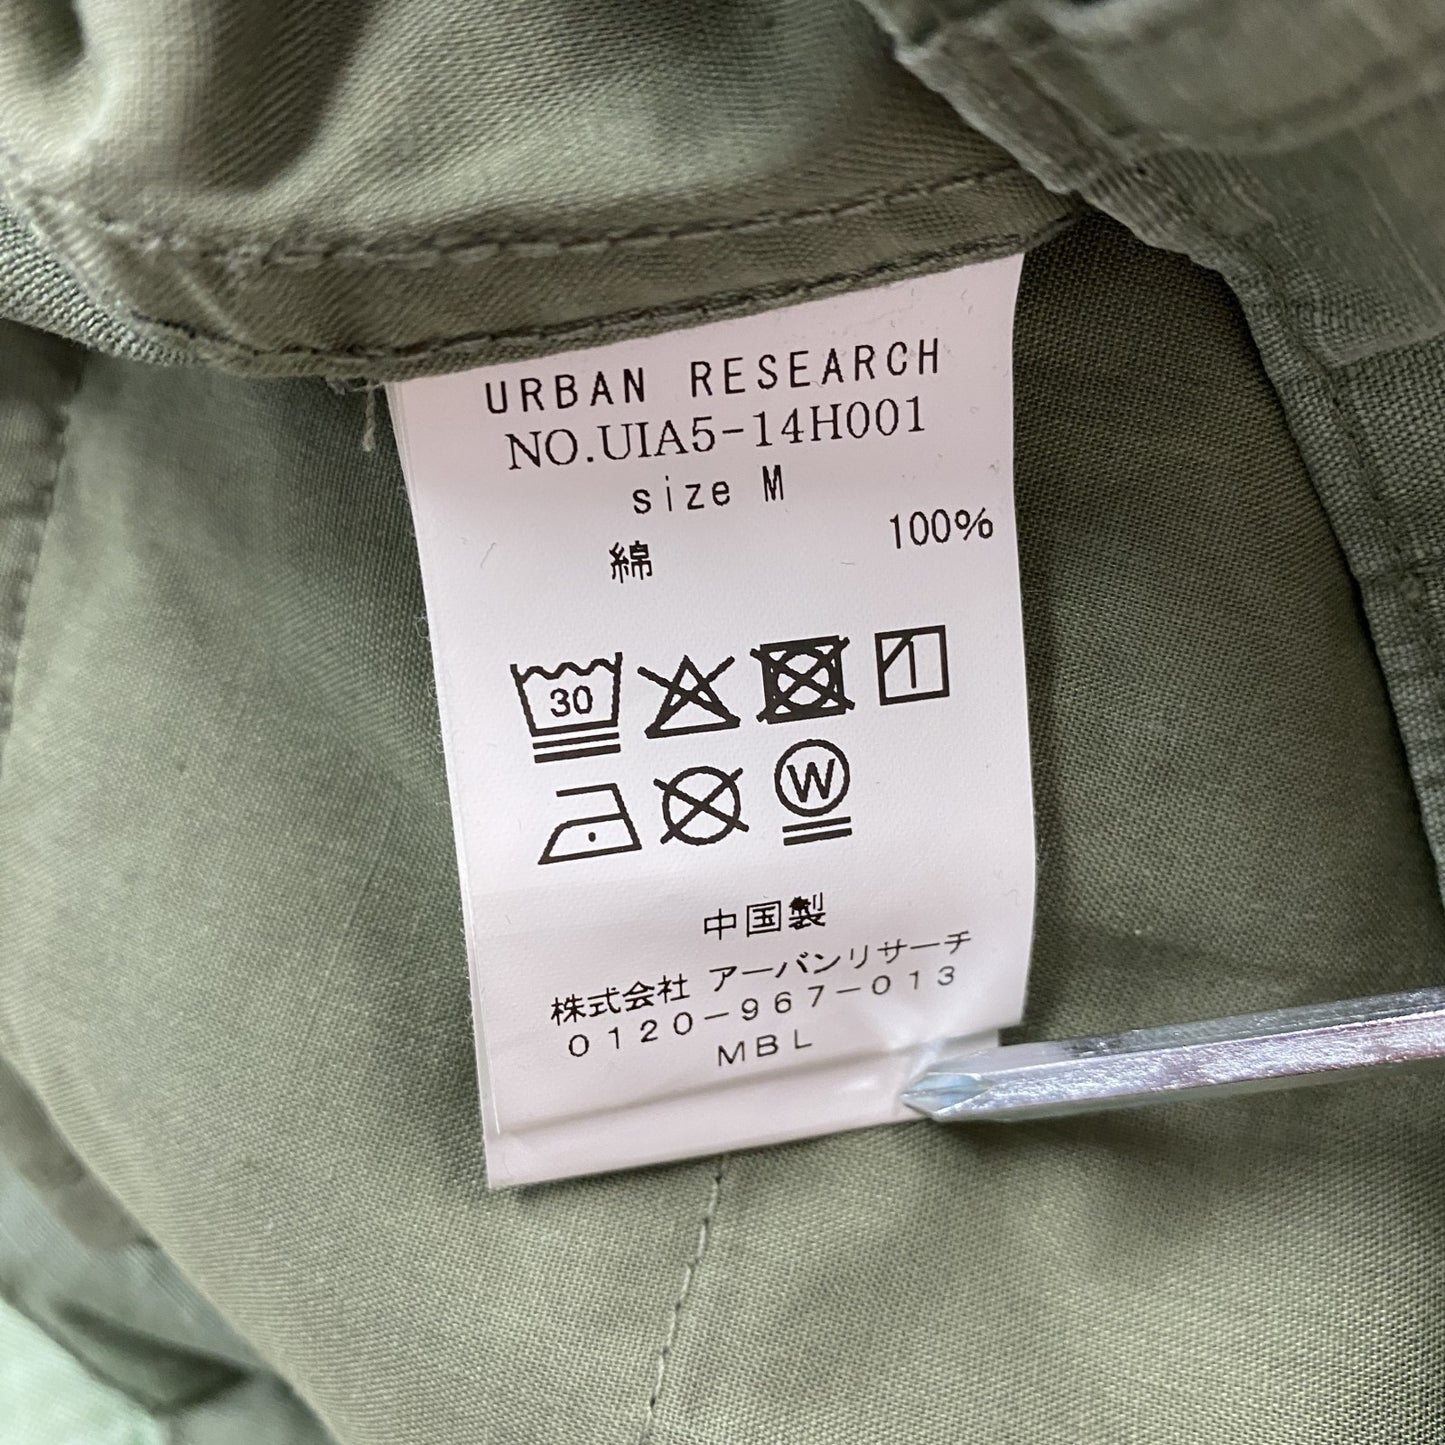 URBAN RESEARCH
NO.UIA5-14H001
size M
綿 100%
30
W
中国製
株式会社 アーバンリサーチ
0120-967-013
MBL